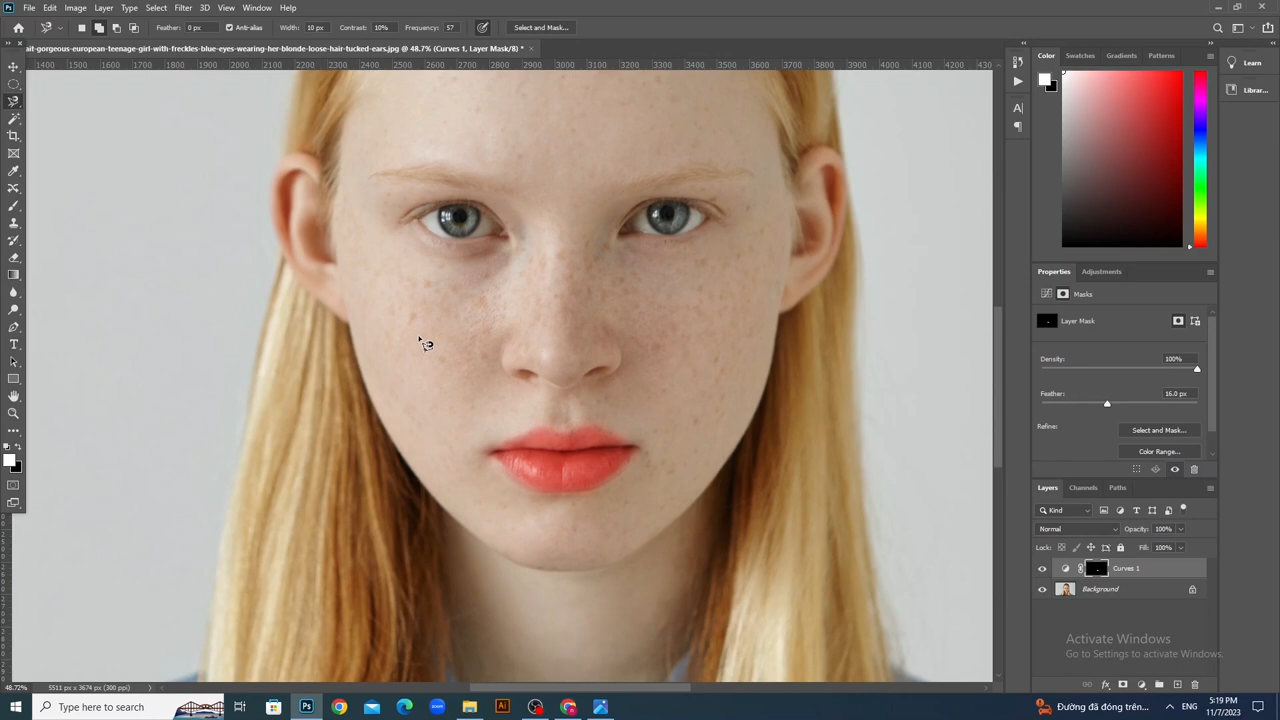 Ps File Edit Image Layer Type Select Filter 3D View Window Help
Feather: 0 px Anti-alias Width: 10 px Contrast: 10% Frequency: 57 Select and Mask...
ait-gorgeous-european-teenage-girl-with-freckles-blue-eyes-wearing-her-blonde-loose-hair-tucked-ears.jpg @ 48.7% (Curves 1, Layer Mask/8) *
1400 1500 1600 1700 1800 1900 2000 2100 2200 2300 2400 2500 2600 2700 2800 2900 3000 3100 3200 3300 3400 3500 3600 3700 3800 3900 4000 4100 4200 430
Color Swatches Gradients Patterns
Learn
Librar...
Properties Adjustments
Masks
Layer Mask
Density: 100%
Feather: 16.0 px
Refine: Select and Mask...
Color Range...
Layers Channels Paths
Kind
Normal Opacity: 100%
Lock: Fill: 100%
Curves 1
Background
Activate Windows
Go to Settings to activate Windows.
48.72% 5511 px x 3674 px (300 ppi)
Type here to search
Ps
zoom
Ai
Đường đã đóng trên...
ENG
5:19 PM
11/7/2023